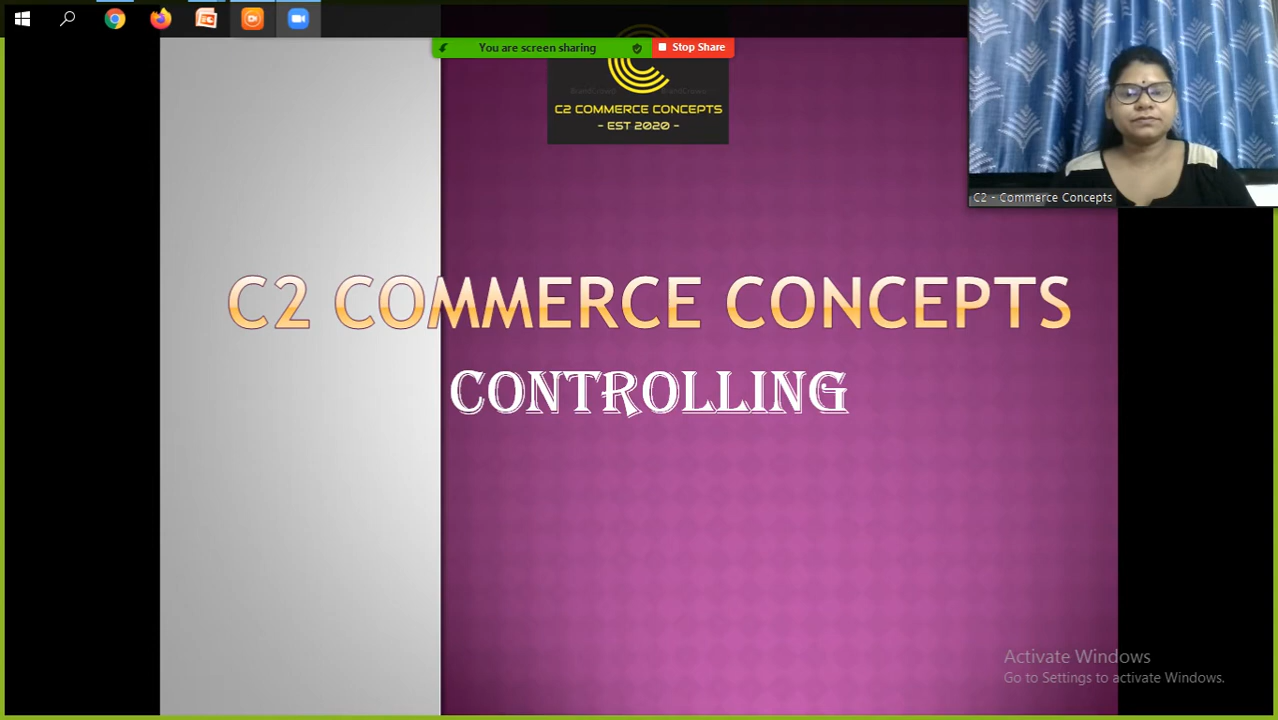 You are screen sharing
Stop Share
C2 COMMERCE CONCEPTS
- EST 2020 -
C2 - Commerce Concepts
C2 COMMERCE CONCEPTS
CONTROLLING
Activate Windows
Go to Settings to activate Windows.